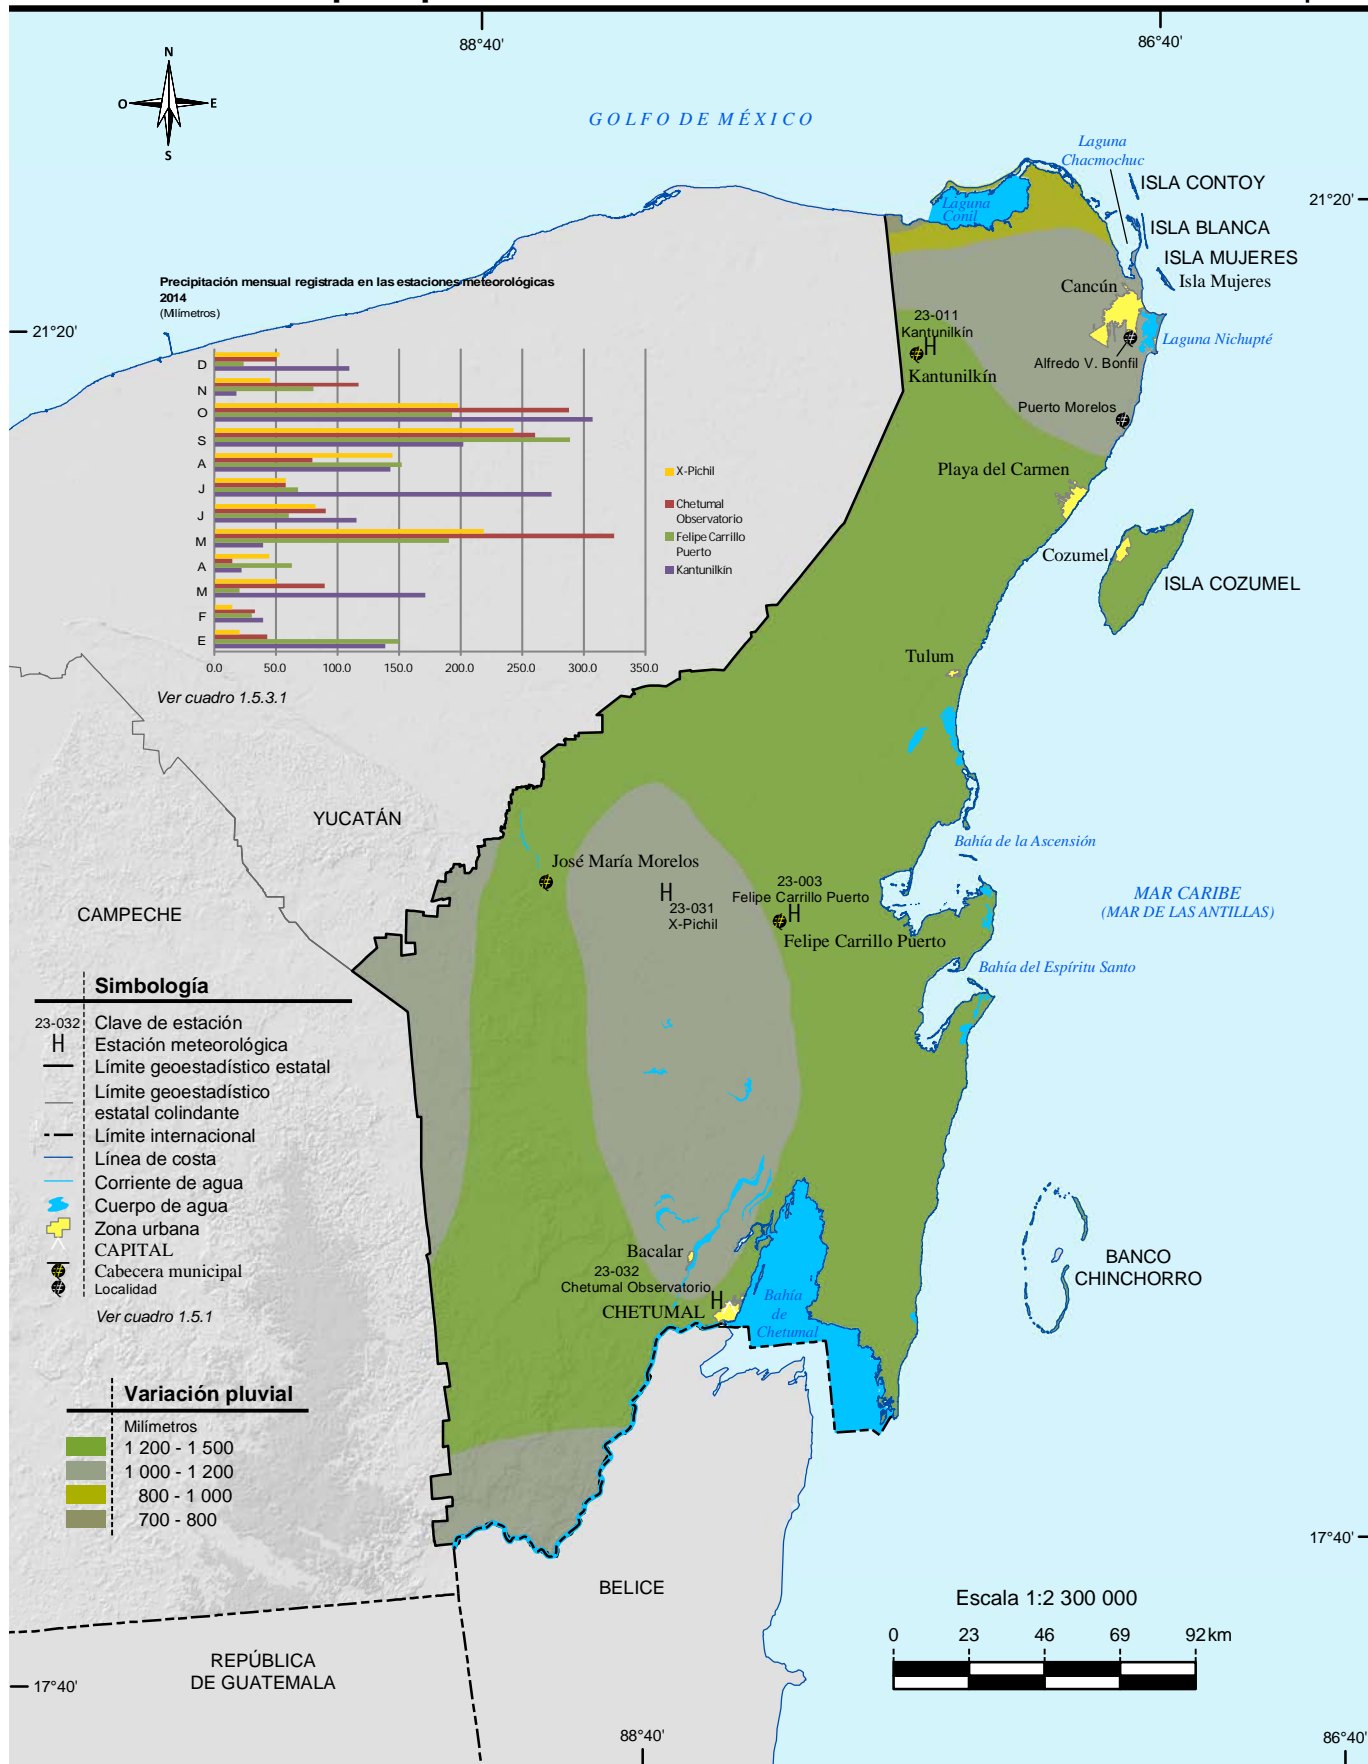 88°40'
86°40'
N
O
E
S
GOLFO DE MÉXICO
Laguna
Chacmochuc
ISLA CONTOY
21°20'
Laguna
Conil
ISLA BLANCA
ISLA MUJERES
Isla Mujeres
Cancún
Precipitación mensual registrada en las estaciones meteorológicas
2014
(Milímetros)
21°20'
23-011
Kantunilkín
H
Kantunilkín
Laguna Nichupté
Alfredo V. Bonfil
Puerto Morelos
D
N
O
S
A
J
J
M
A
M
F
E
0.0
50.0
100.0
150.0
200.0
250.0
300.0
350.0
X-Pichil
Chetumal
Observatorio
Felipe Carrillo
Puerto
Kantunilkín
Ver cuadro 1.5.3.1
Playa del Carmen
Cozumel
ISLA COZUMEL
Tulum
YUCATÁN
CAMPECHE
José María Morelos
H
23-031
X-Pichil
23-003
Felipe Carrillo Puerto
H
Felipe Carrillo Puerto
Bahía de la Ascensión
MAR CARIBE
(MAR DE LAS ANTILLAS)
Bahía del Espíritu Santo
Simbología
23-032 Clave de estación
H Estación meteorológica
Límite geoestadístico estatal
Límite geoestadístico
estatal colindante
Límite internacional
Línea de costa
Corriente de agua
Cuerpo de agua
Zona urbana
CAPITAL
Cabecera municipal
Localidad
Ver cuadro 1.5.1
Bacalar
23-032
Chetumal Observatorio
H
CHETUMAL
Bahía
de
Chetumal
BANCO
CHINCHORRO
Variación pluvial
Milímetros
1 200 - 1 500
1 000 - 1 200
800 - 1 000
700 - 800
17°40'
BELICE
REPÚBLICA
DE GUATEMALA
Escala 1:2 300 000
0 23 46 69 92 km
17°40'
88°40'
86°40'